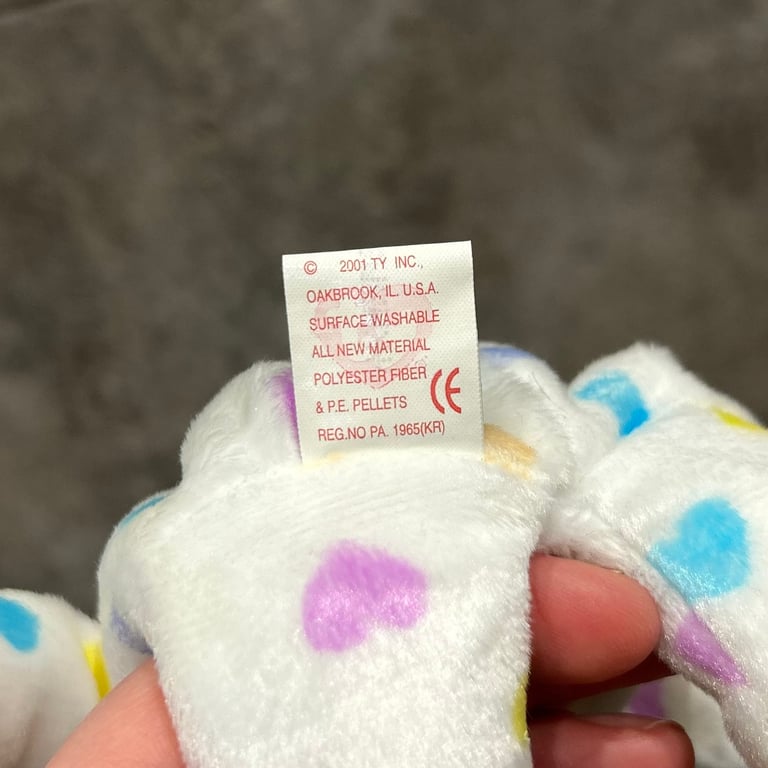 © 2001 TY INC.,
OAKBROOK, IL. U.S.A.
SURFACE WASHABLE
ALL NEW MATERIAL
POLYESTER FIBER
& P.E. PELLETS CE
REG.NO PA. 1965(KR)